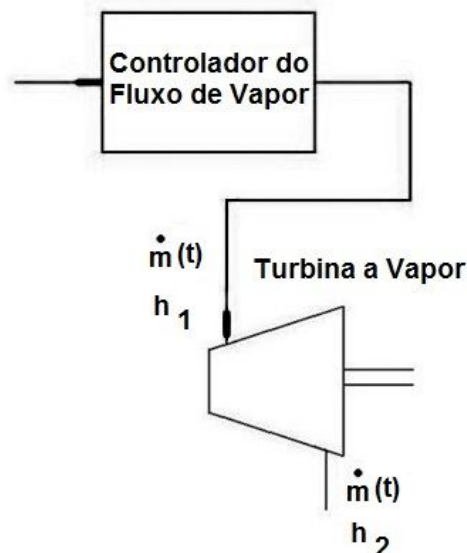 Controlador do
Fluxo de Vapor
ṁ (t)
h 1
Turbina a Vapor
ṁ (t)
h 2